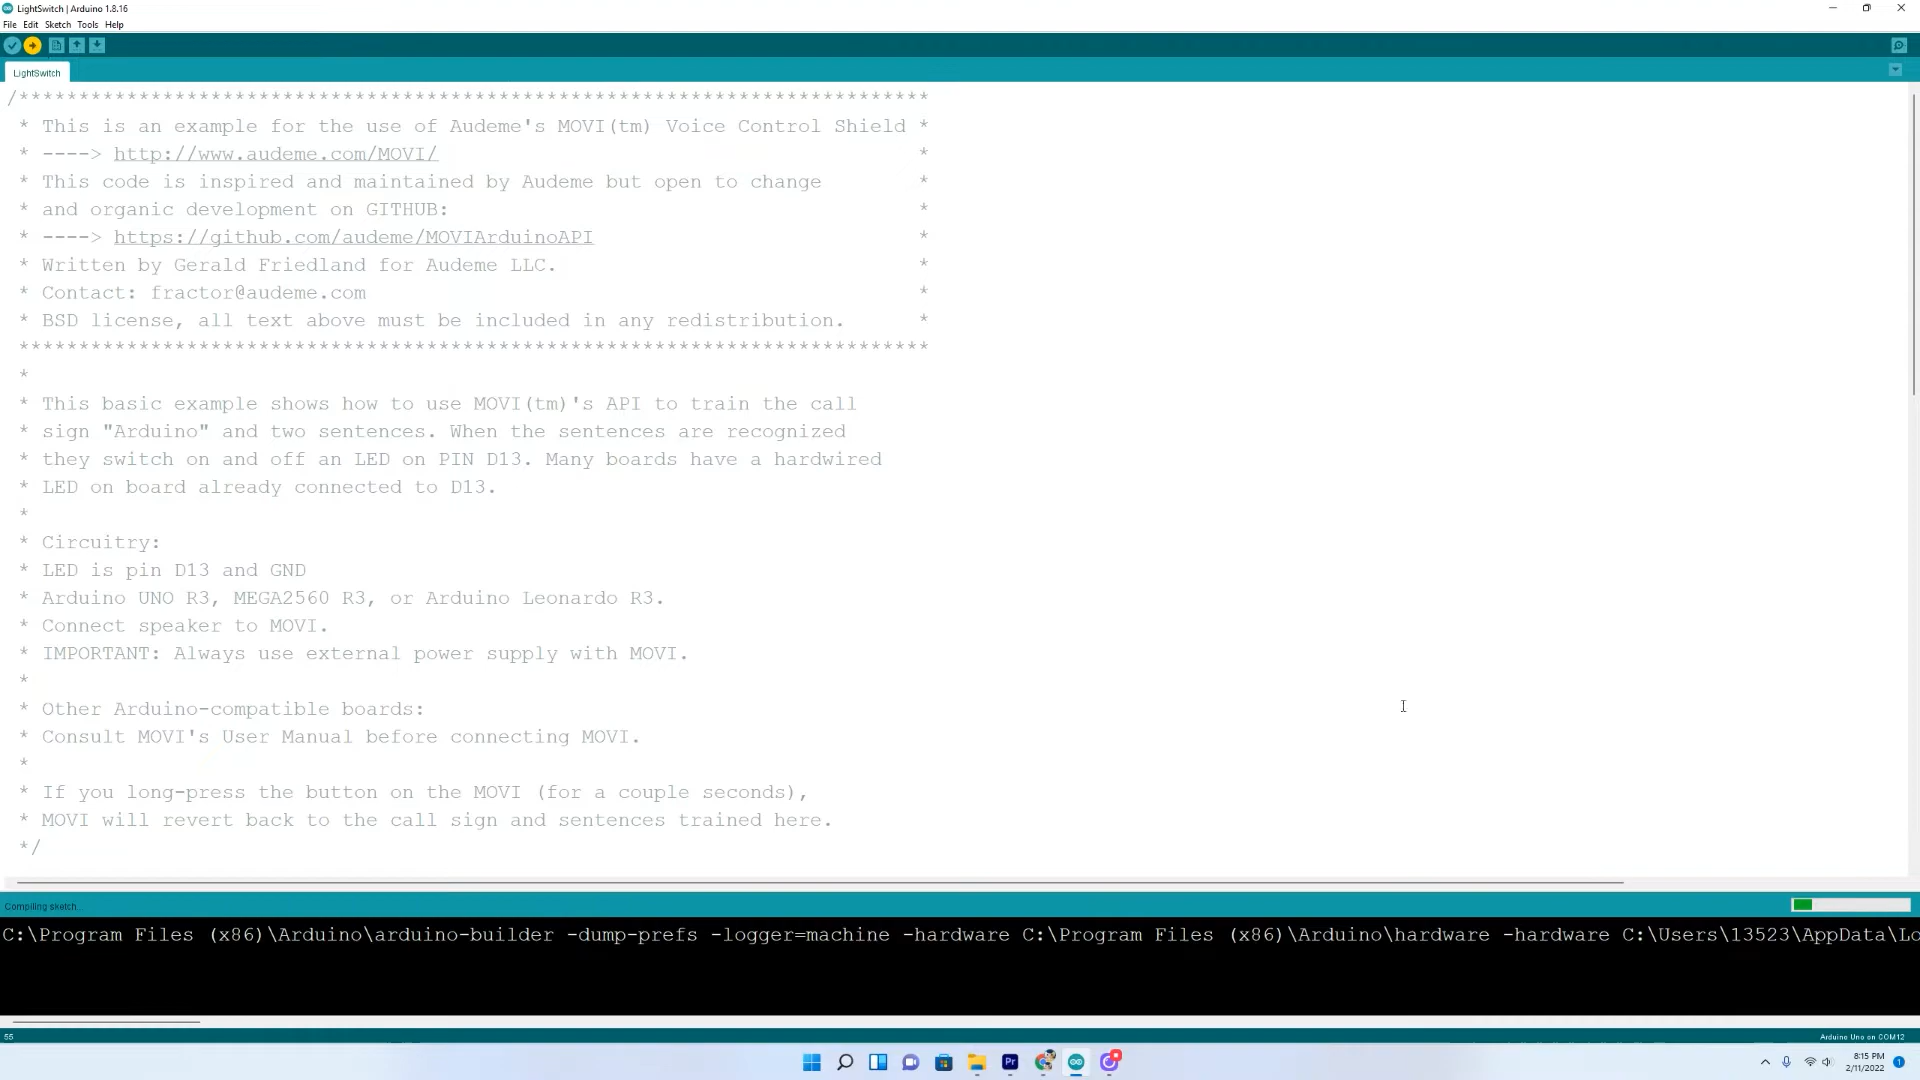 LightSwitch | Arduino 1.8.16
File Edit Sketch Tools Help
LightSwitch
/****************************************************************************
* This is an example for the use of Audeme's MOVI(tm) Voice Control Shield *
* ----> http://www.audeme.com/MOVI/ *
* This code is inspired and maintained by Audeme but open to change *
* and organic development on GITHUB: *
* ----> https://github.com/audeme/MOVIArduinoAPI *
* Written by Gerald Friedland for Audeme LLC. *
* Contact: fractor@audeme.com *
* BSD license, all text above must be included in any redistribution. *
****************************************************************************
*
* This basic example shows how to use MOVI(tm)'s API to train the call
* sign "Arduino" and two sentences. When the sentences are recognized
* they switch on and off an LED on PIN D13. Many boards have a hardwired
* LED on board already connected to D13.
*
* Circuitry:
* LED is pin D13 and GND
* Arduino UNO R3, MEGA2560 R3, or Arduino Leonardo R3.
* Connect speaker to MOVI.
* IMPORTANT: Always use external power supply with MOVI.
*
* Other Arduino-compatible boards:
* Consult MOVI's User Manual before connecting MOVI.
*
* If you long-press the button on the MOVI (for a couple seconds),
* MOVI will revert back to the call sign and sentences trained here.
*/
Compiling sketch...
C:\Program Files (x86)\Arduino\arduino-builder -dump-prefs -logger=machine -hardware C:\Program Files (x86)\Arduino\hardware -hardware C:\Users\13523\AppData\Lo
55
Arduino Uno on COM12
Pr
8:15 PM
2/11/2022
1